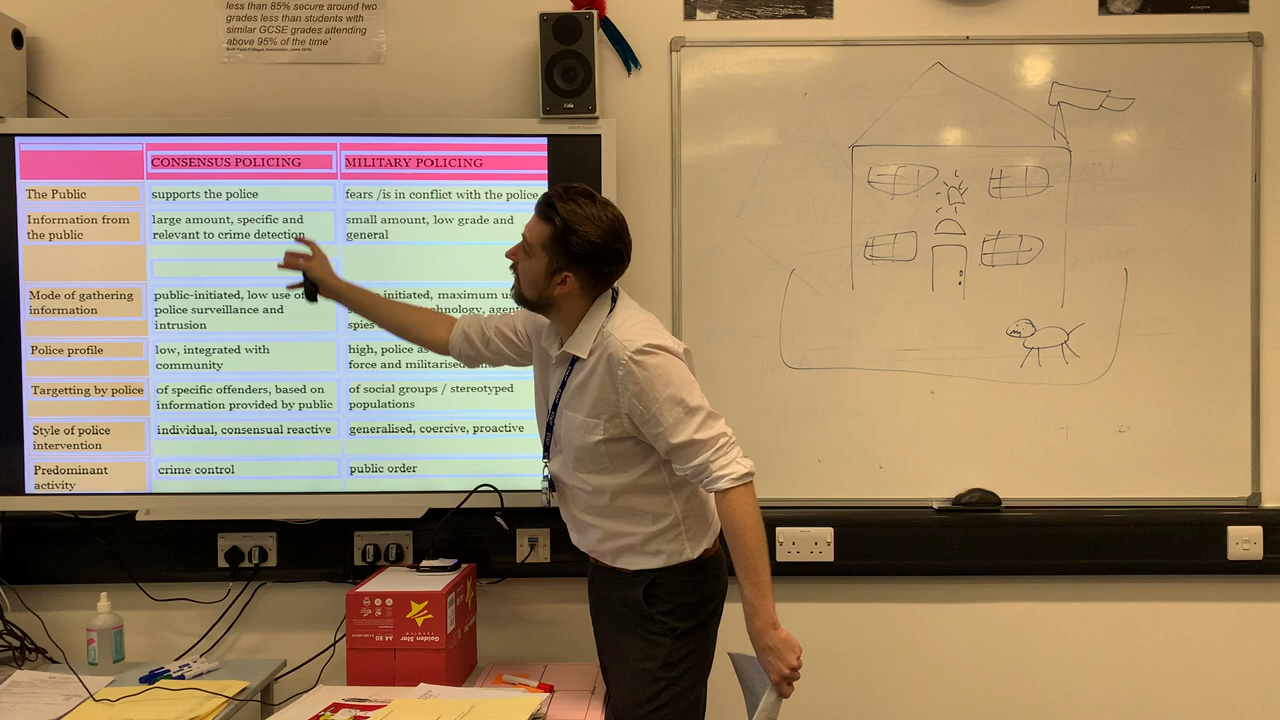 less than 85% secure around two
grades less than students with
similar GCSE grades attending
above 95% of the time'
CONSENSUS POLICING
MILITARY POLICING
The Public
supports the police
fears /is in conflict with the police
Information from
the public
large amount, specific and
relevant to crime detection
small amount, low grade and
general
Mode of gathering
information
public-initiated, low use of
police surveillance and
intrusion
initiated, maximum
spies
Police profile
low, integrated with
community
high, police as
force and militarised
Targetting by police
of specific offenders, based on
information provided by public
of social groups / stereotyped
populations
Style of police
intervention
individual, consensual reactive
generalised, coercive, proactive
Predominant
activity
crime control
public order
Golden Star
PREMIUM
A4 80